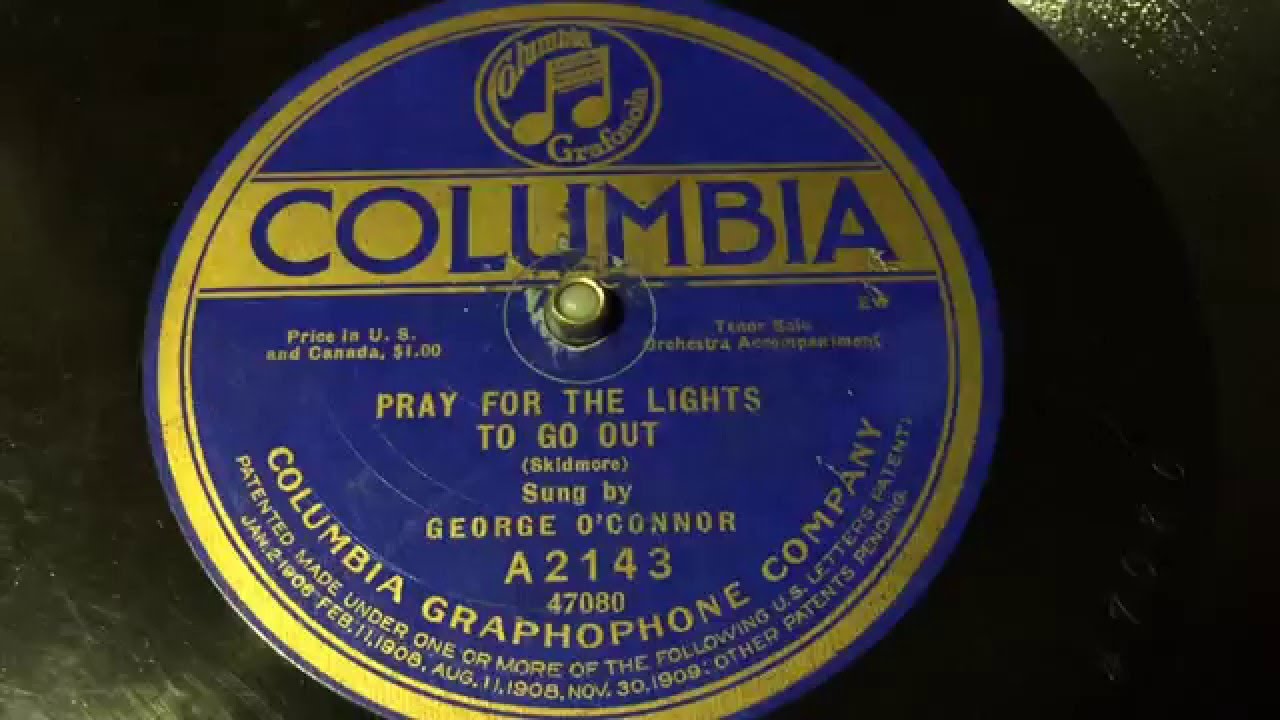 Columbia
Grafonola
COLUMBIA
Price in U. S.
and Canada, $1.00
Tenor Solo
Orchestra Accompaniment
PRAY FOR THE LIGHTS
TO GO OUT
(Skidmore)
Sung by
GEORGE O'CONNOR
A2143
47080
COLUMBIA GRAPHOPHONE COMPANY
PATENTED MADE UNDER ONE OR MORE OF THE FOLLOWING U.S. LETTERS PATENT:
JAN. 2, 1906 FEB. 11, 1908, AUG. 11, 1908, NOV. 30, 1909: OTHER PATENTS PENDING